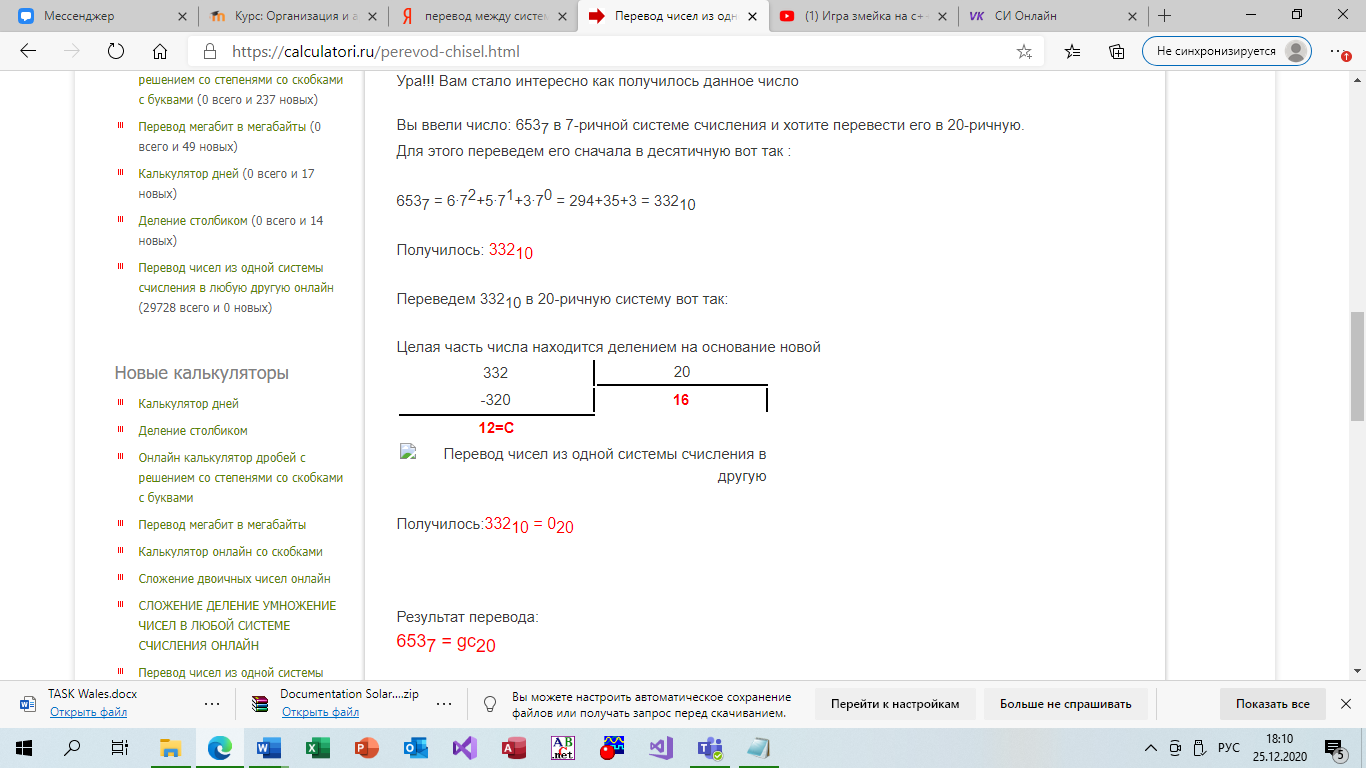 Мессенджер
Курс: Организация и а
перевод между систе
Перевод чисел из одн
(1) Игра змейка на с+
СИ Онлайн
https://calculatori.ru/perevod-chisel.html
Не синхронизируется
решением со степенями со скобками
с буквами (0 всего и 237 новых)
Перевод мегабит в мегабайты (0
всего и 49 новых)
Калькулятор дней (0 всего и 17
новых)
Деление столбиком (0 всего и 14
новых)
Перевод чисел из одной системы
счисления в любую другую онлайн
(29728 всего и 0 новых)
Новые калькуляторы
Калькулятор дней
Деление столбиком
Онлайн калькулятор дробей с
решением со степенями со скобками
с буквами
Перевод мегабит в мегабайты
Калькулятор онлайн со скобками
Сложение двоичных чисел онлайн
СЛОЖЕНИЕ ДЕЛЕНИЕ УМНОЖЕНИЕ
ЧИСЕЛ В ЛЮБОЙ СИСТЕМЕ
СЧИСЛЕНИЯ ОНЛАЙН
Перевод чисел из одной системы
Ура!!! Вам стало интересно как получилось данное число
Вы ввели число: 653₇ в 7-ричной системе счисления и хотите перевести его в 20-ричную.
Для этого переведем его сначала в десятичную вот так :
653₇ = 6∙7²+5∙7¹+3∙7⁰ = 294+35+3 = 332₁₀
Получилось: 332₁₀
Переведем 332₁₀ в 20-ричную систему вот так:
Целая часть числа находится делением на основание новой
332 20
-320 16
12=C
Перевод чисел из одной системы счисления в
другую
Получилось:332₁₀ = 0₂₀
Результат перевода:
653₇ = gc₂₀
TASK Wales.docx
Открыть файл
Documentation Solar....zip
Открыть файл
Вы можете настроить автоматическое сохранение
файлов или получать запрос перед скачиванием.
Перейти к настройкам
Больше не спрашивать
Показать все
РУС
18:10
25.12.2020
5